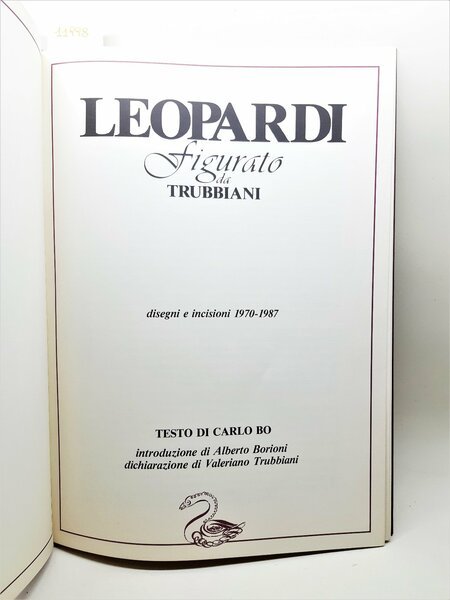 11998
LEOPARDI
figurato
da
TRUBBIANI
disegni e incisioni 1970-1987
TESTO DI CARLO BO
introduzione di Alberto Borioni
dichiarazione di Valeriano Trubbiani